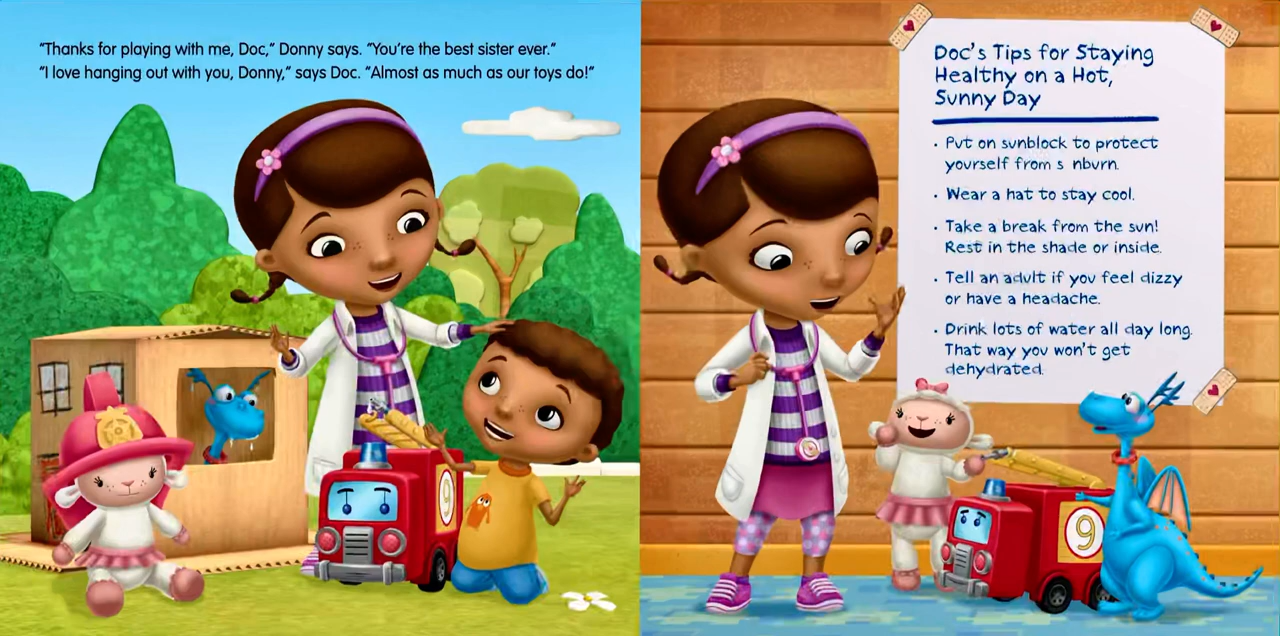 “Thanks for playing with me, Doc,” Donny says. “You’re the best sister ever.”
“I love hanging out with you, Donny,” says Doc. “Almost as much as our toys do!”
9
Doc’s Tips for Staying
Healthy on a Hot,
Sunny Day
• Put on sunblock to protect
yourself from s nburn.
• Wear a hat to stay cool.
• Take a break from the sun!
Rest in the shade or inside.
• Tell an adult if you feel dizzy
or have a headache.
• Drink lots of water all day long.
That way you won’t get
dehydrated.
9